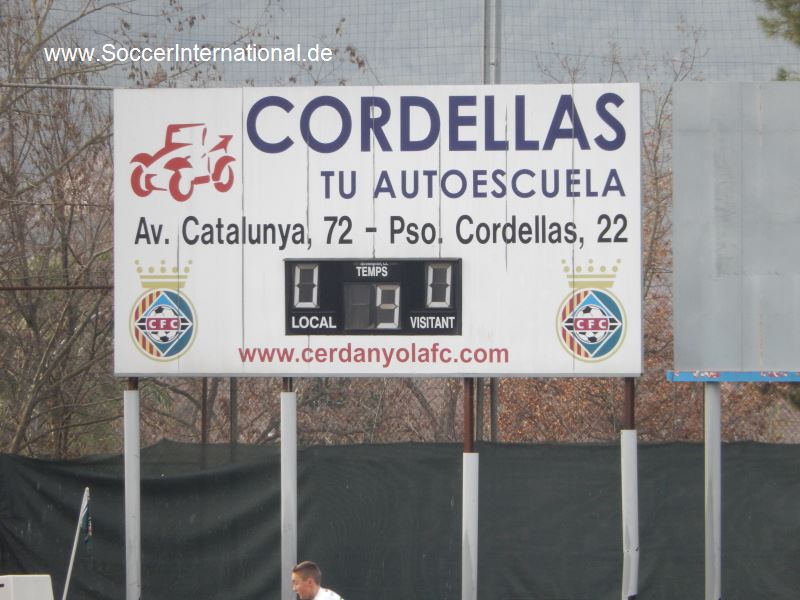 www.SoccerInternational.de
CORDELLAS
TU AUTOESCUELA
Av. Catalunya, 72 - Pso. Cordellas, 22
TEMPS
0 9 0
LOCAL VISITANT
CFC CFC
www.cerdanyolafc.com